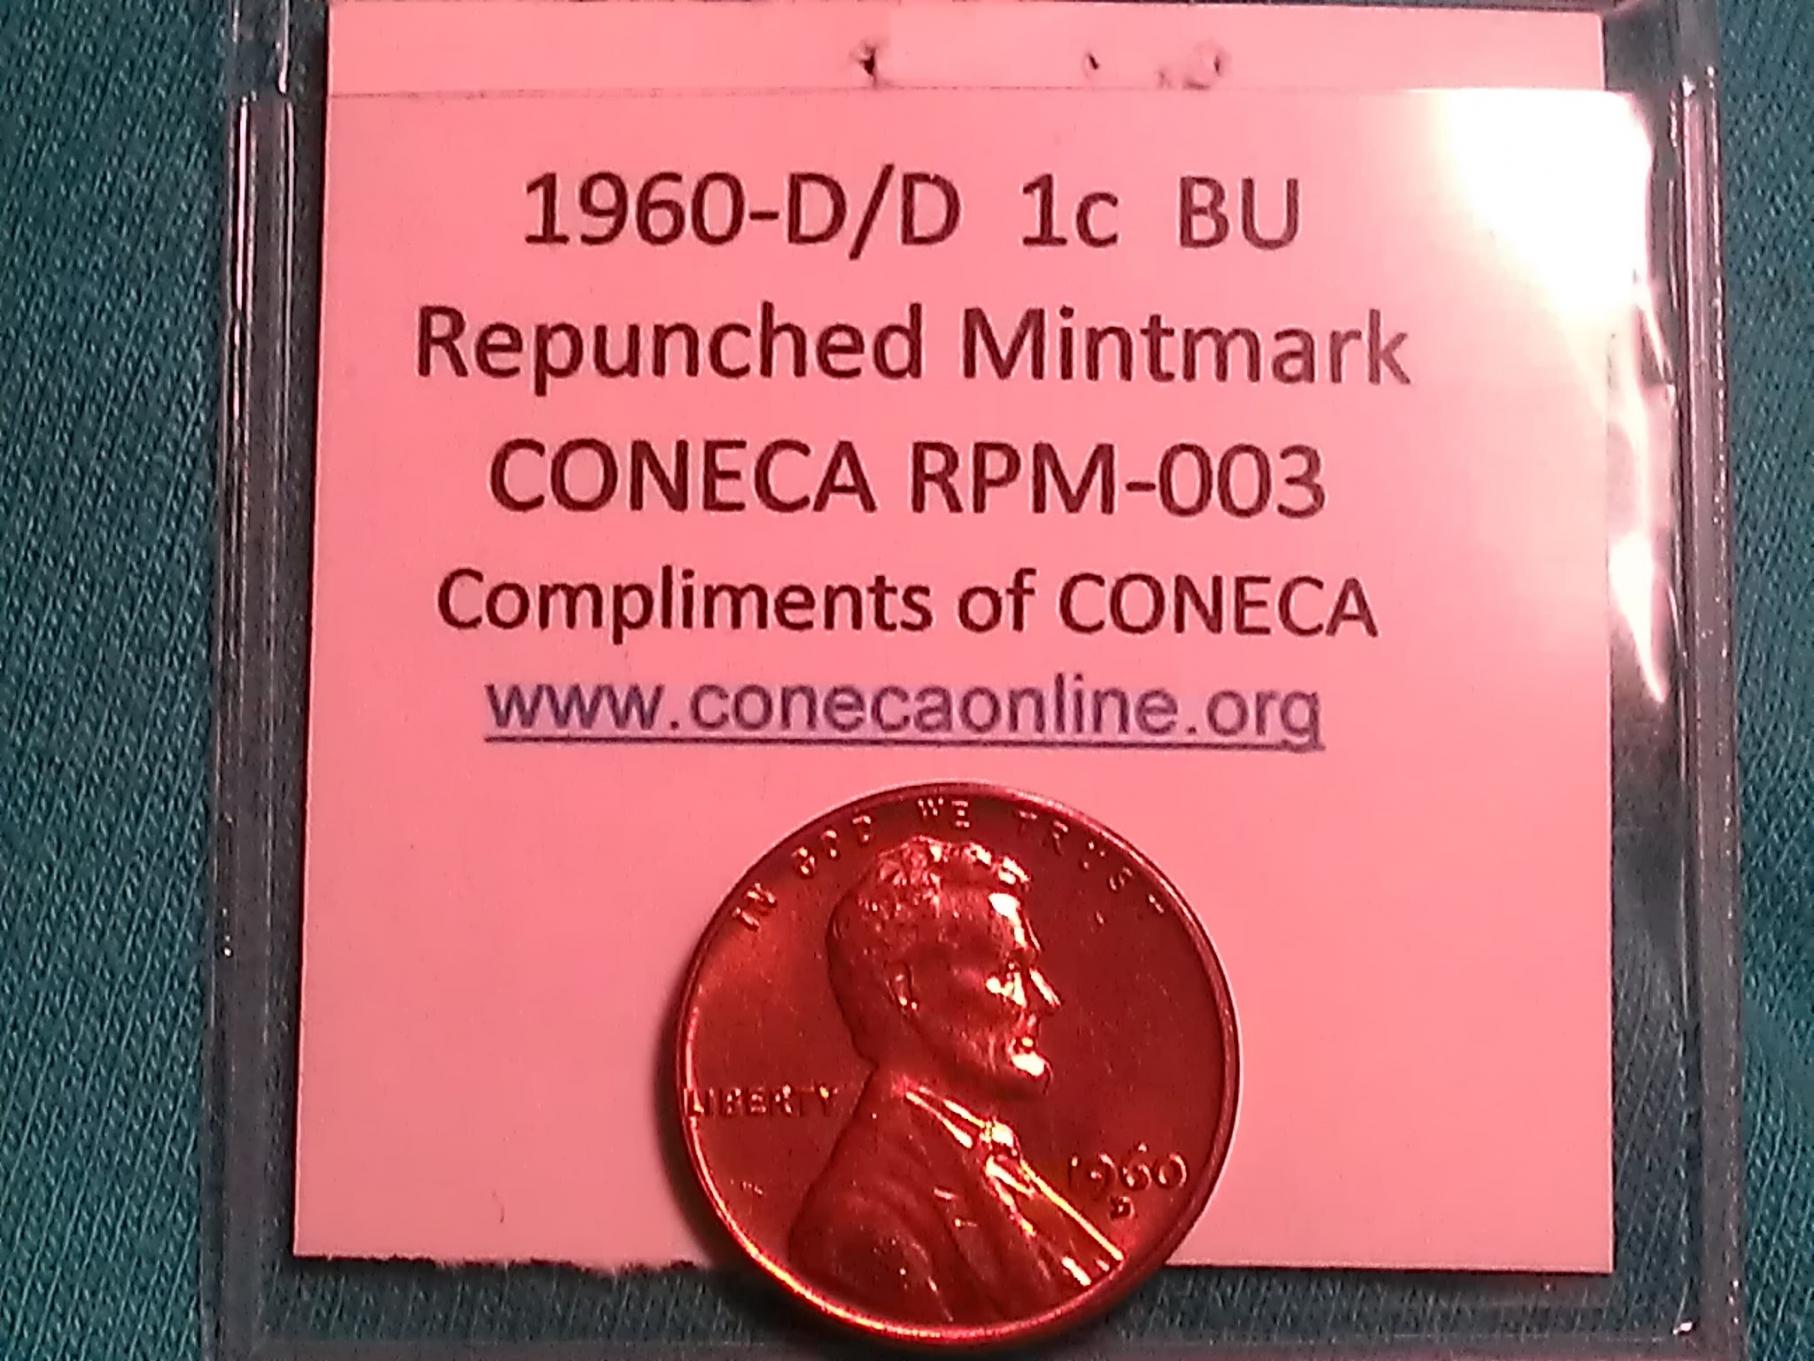 1960-D/D 1c BU
Repunched Mintmark
CONECA RPM-003
Compliments of CONECA
www.conecaonline.org
IN GOD WE TRUST
LIBERTY
1960
D